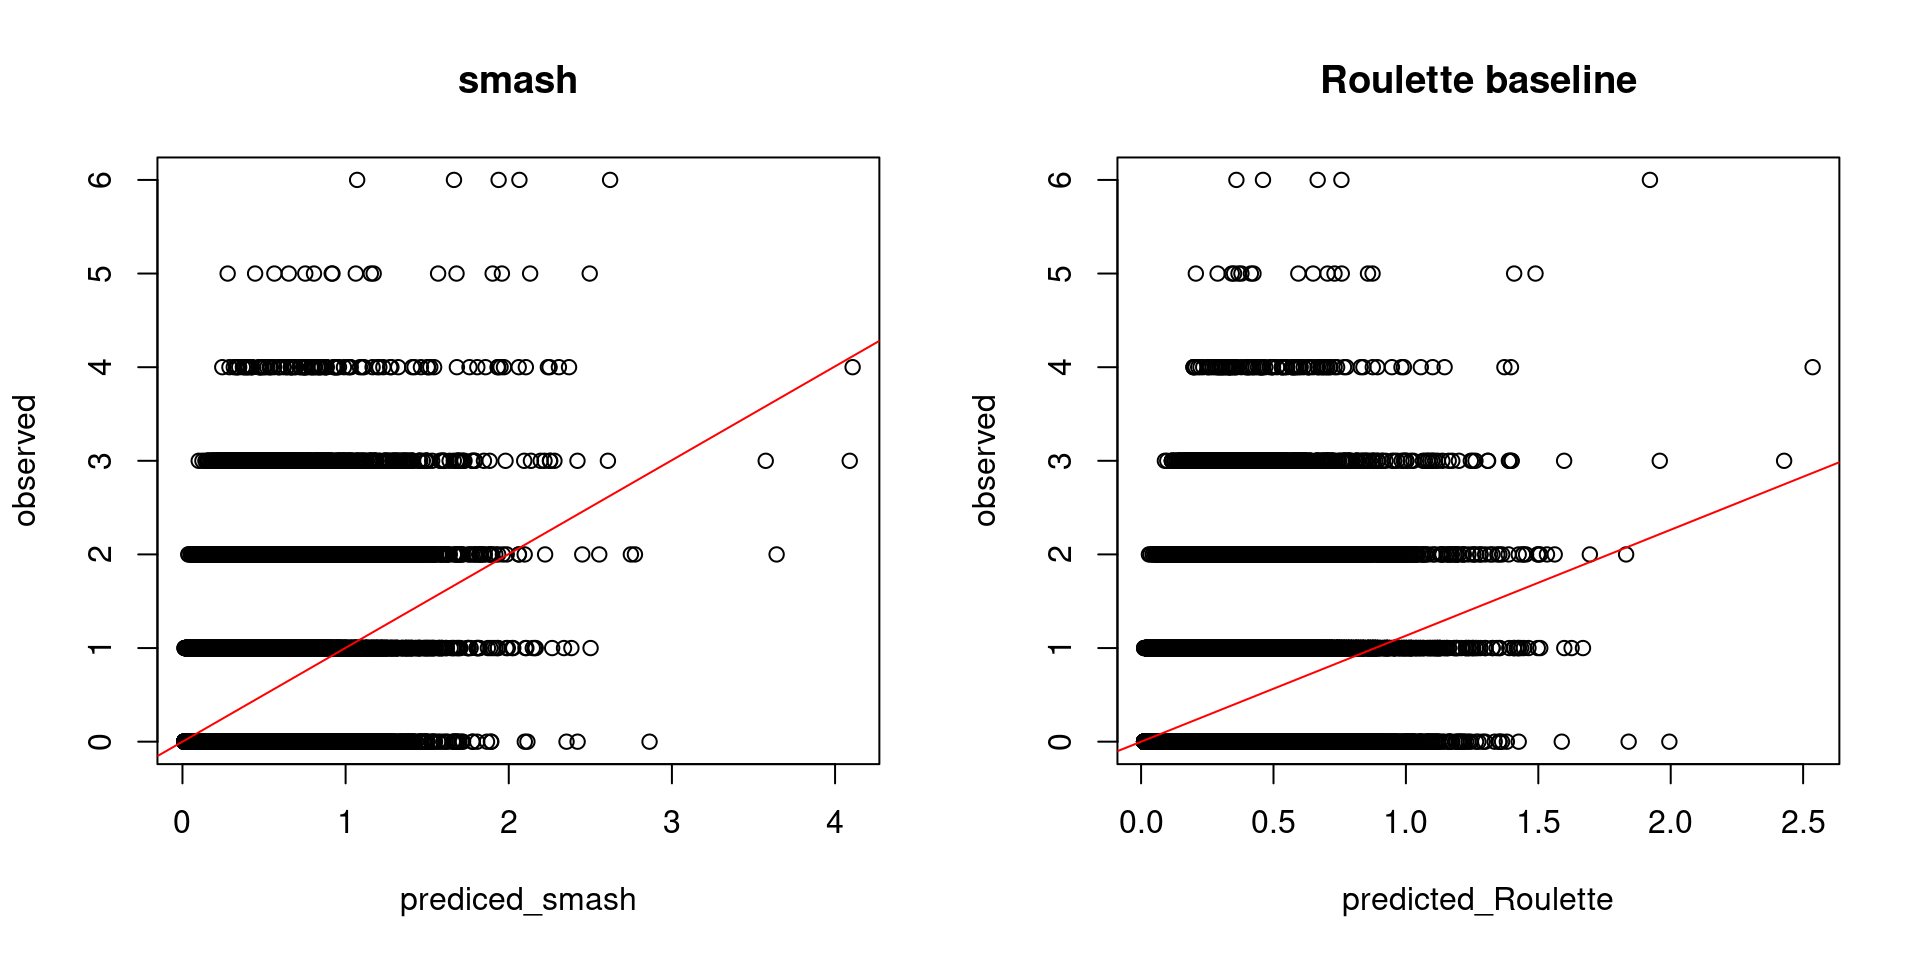 smash
observed
0 1 2 3 4 5 6
0 1 2 3 4
prediced_smash
Roulette baseline
observed
0 1 2 3 4 5 6
0.0 0.5 1.0 1.5 2.0 2.5
predicted_Roulette